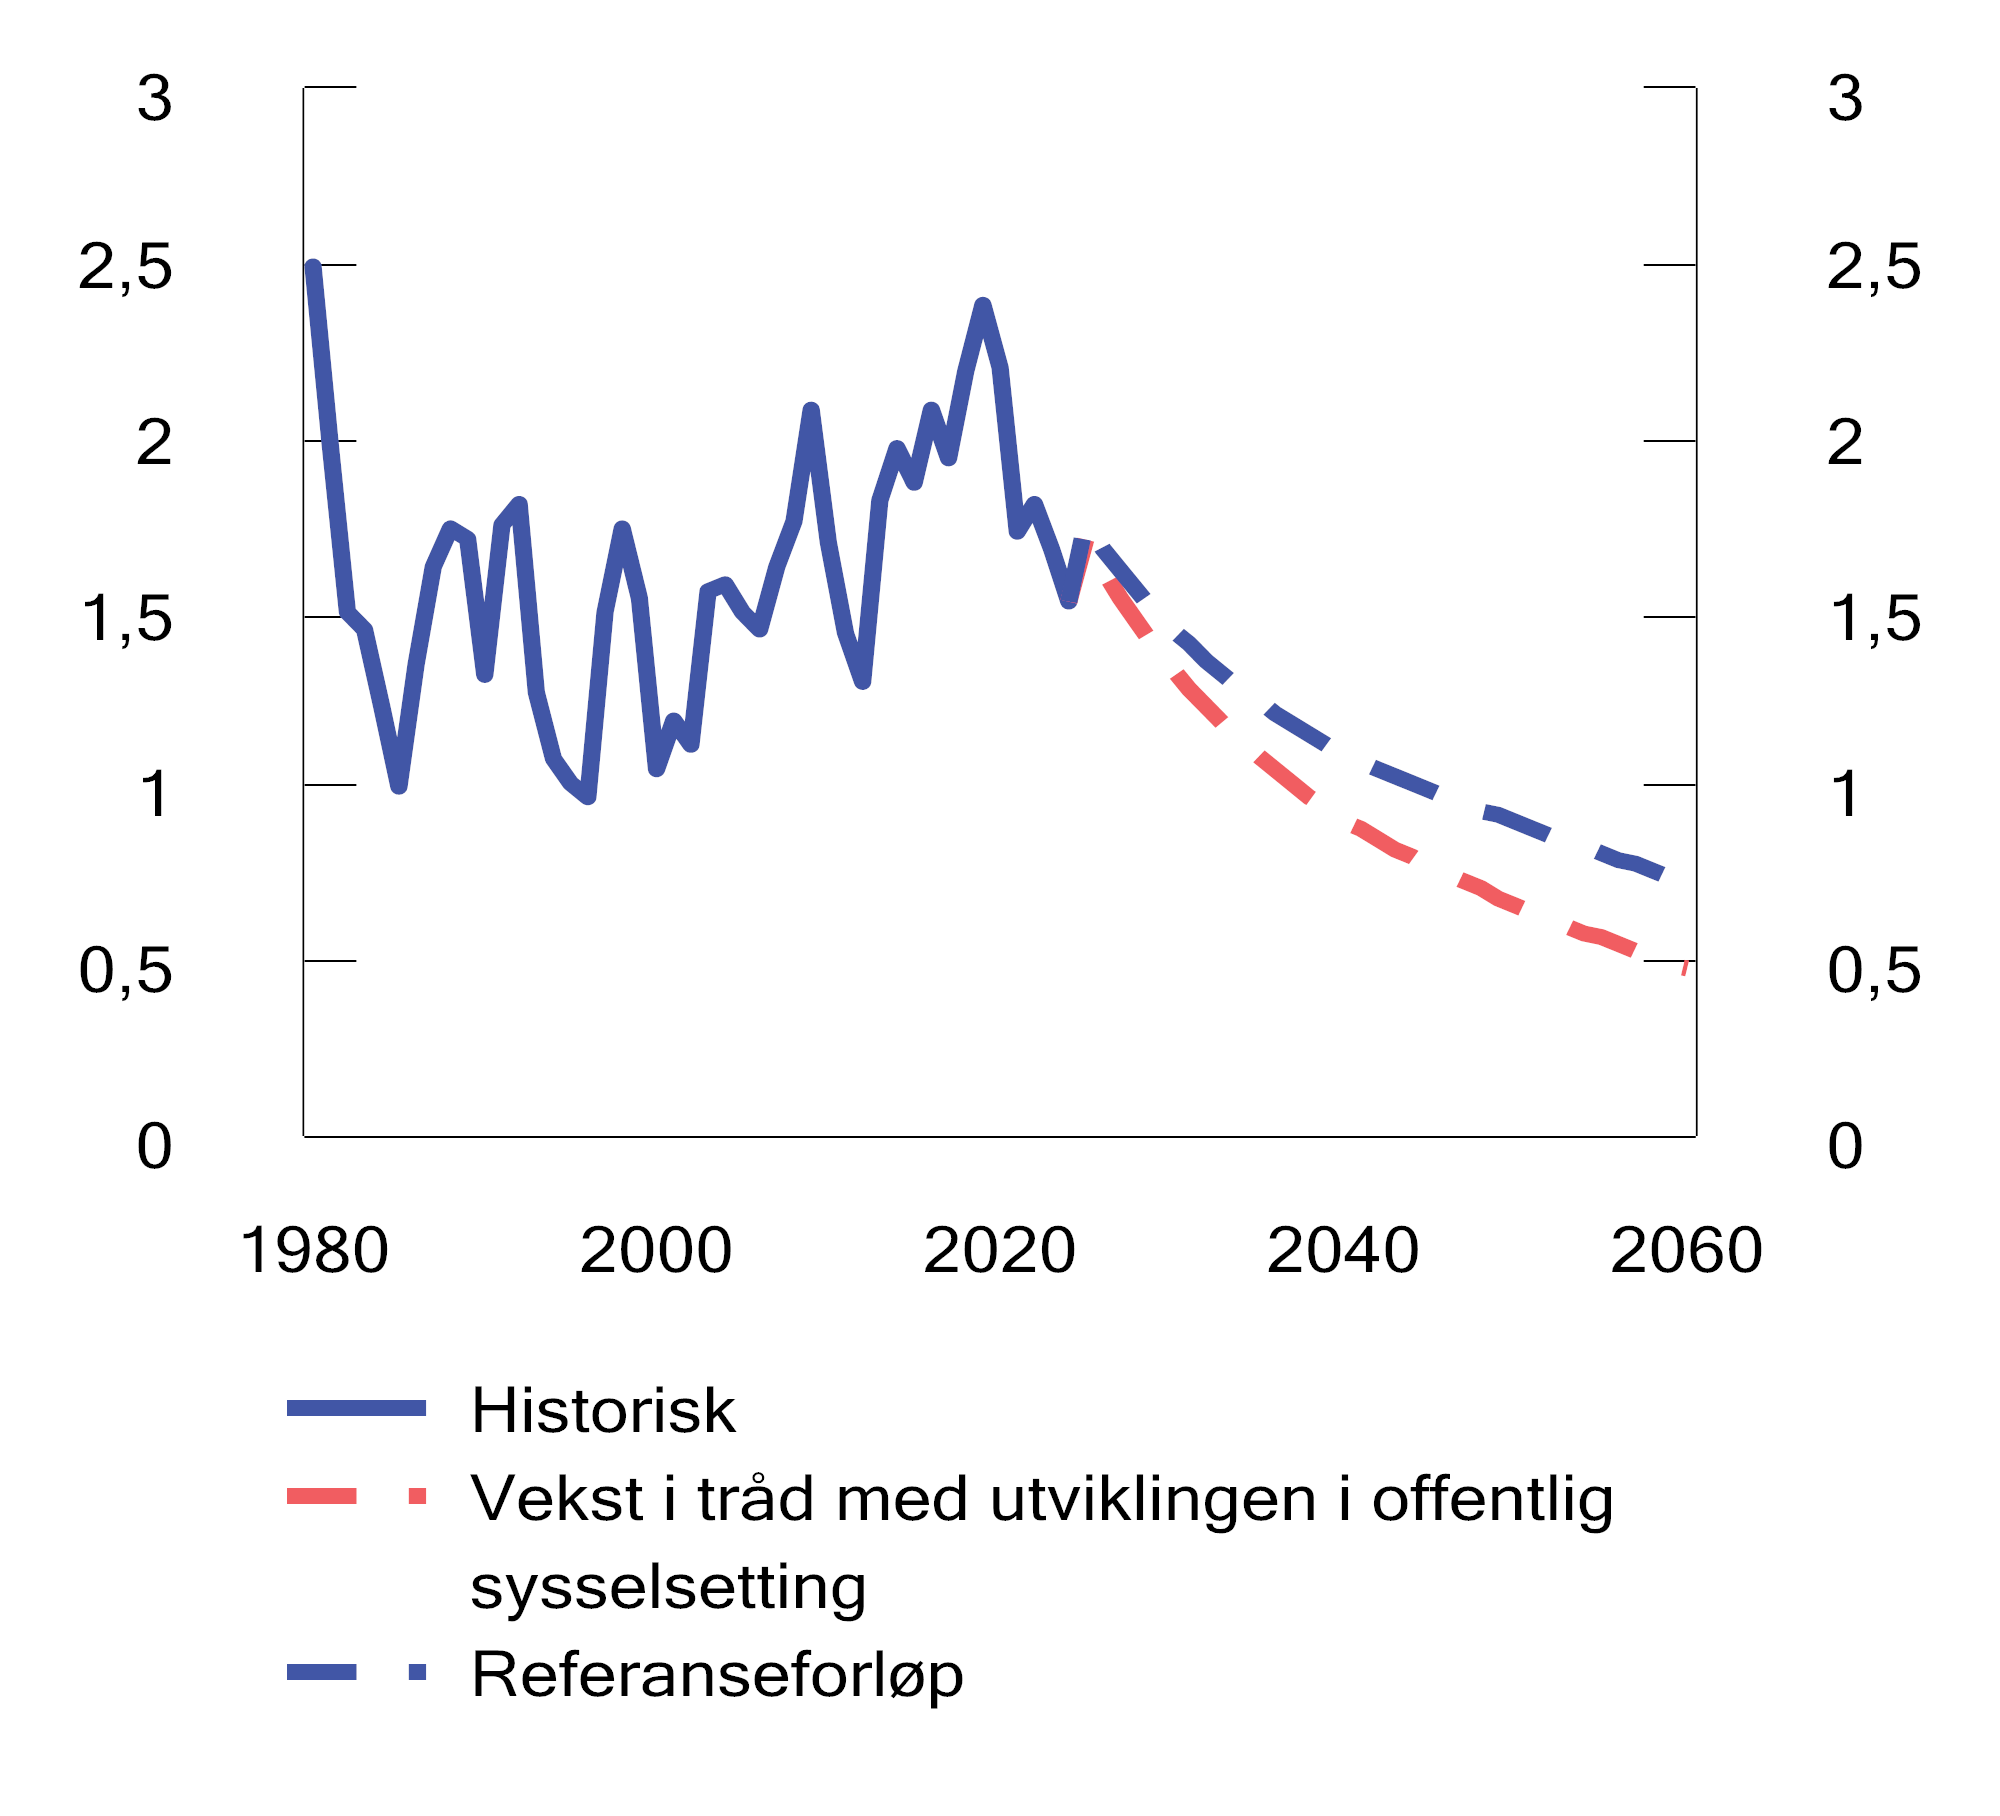 3 3
2,5 2,5
2 2
1,5 1,5
1 1
0,5 0,5
0 0
1980 2000 2020 2040 2060
Historisk
Vekst i tråd med utviklingen i offentlig
sysselsetting
Referanseforløp